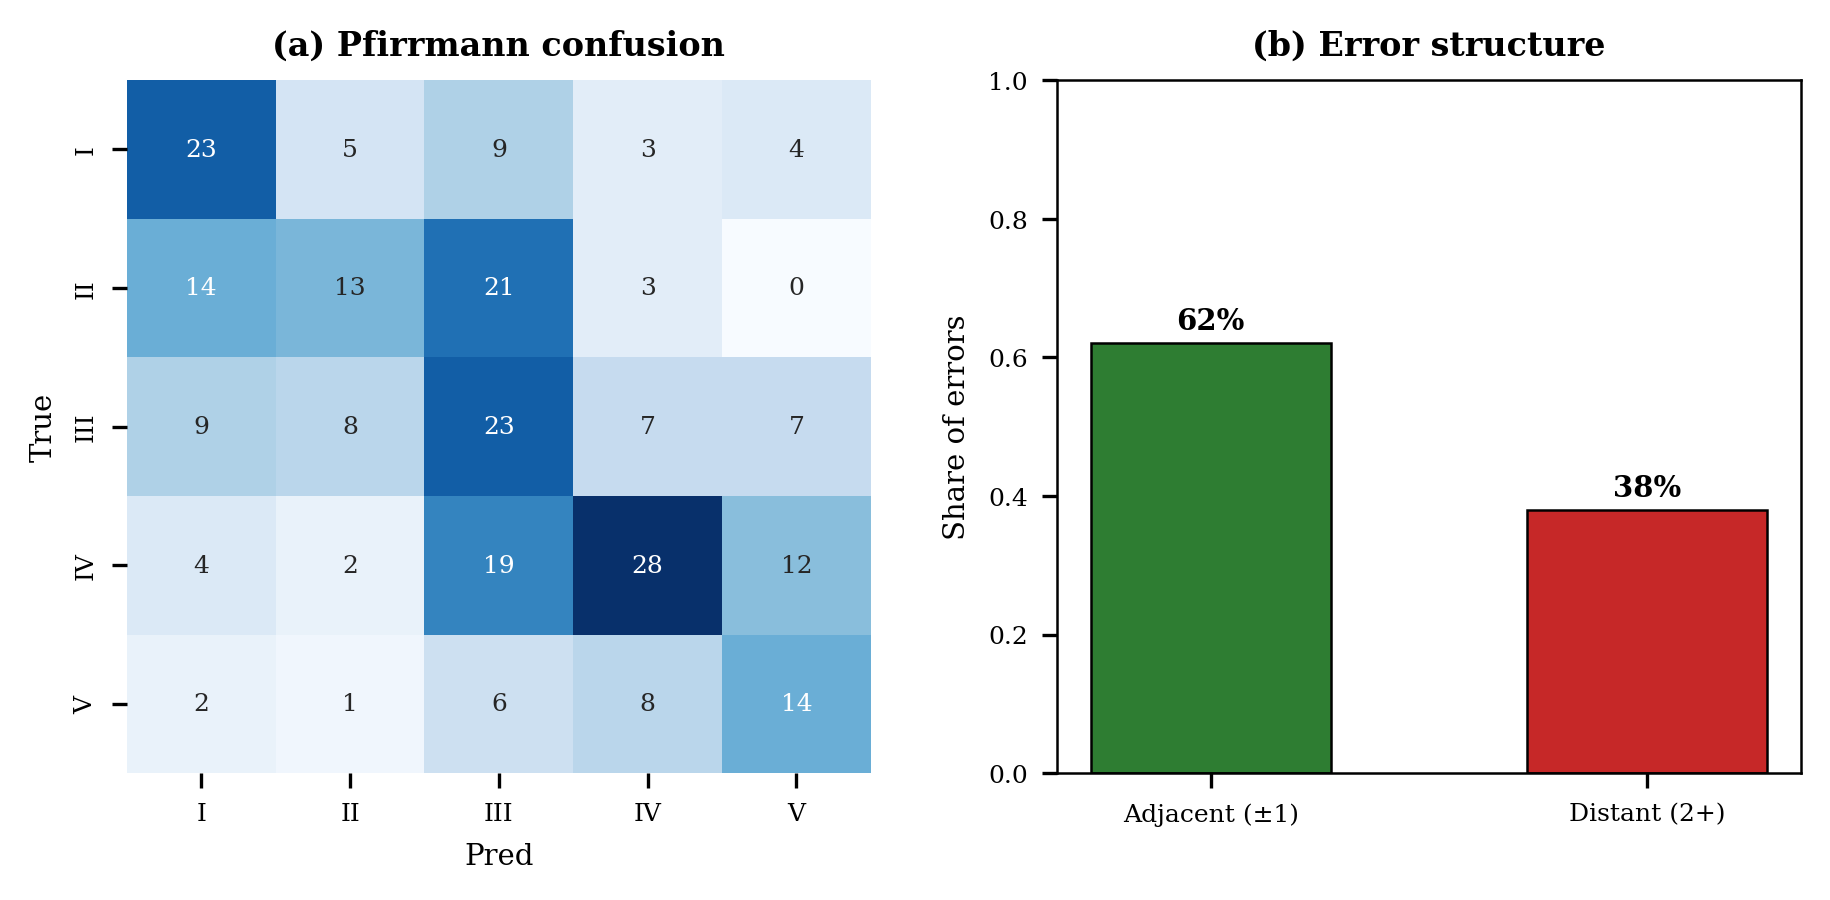 (a) Pfirrmann confusion
True
I 23 5 9 3 4
II 14 13 21 3 0
III 9 8 23 7 7
IV 4 2 19 28 12
V 2 1 6 8 14
I II III IV V
Pred
(b) Error structure
Share of errors
1.0
0.8
0.6
0.4
0.2
0.0
62%
38%
Adjacent (±1) Distant (2+)